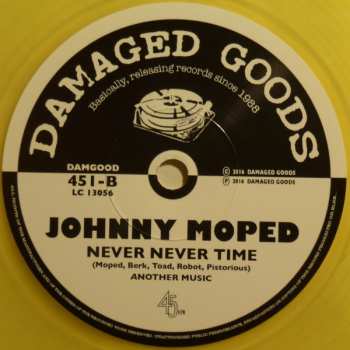 DAMAGED GOODS
Basically, releasing records since 1988
DAMGOOD
451-B
LC 13056
© 2016 DAMAGED GOODS
℗ 2016 DAMAGED GOODS
JOHNNY MOPED
NEVER NEVER TIME
(Moped, Berk, Toad, Robot, Pistorious)
ANOTHER MUSIC
45